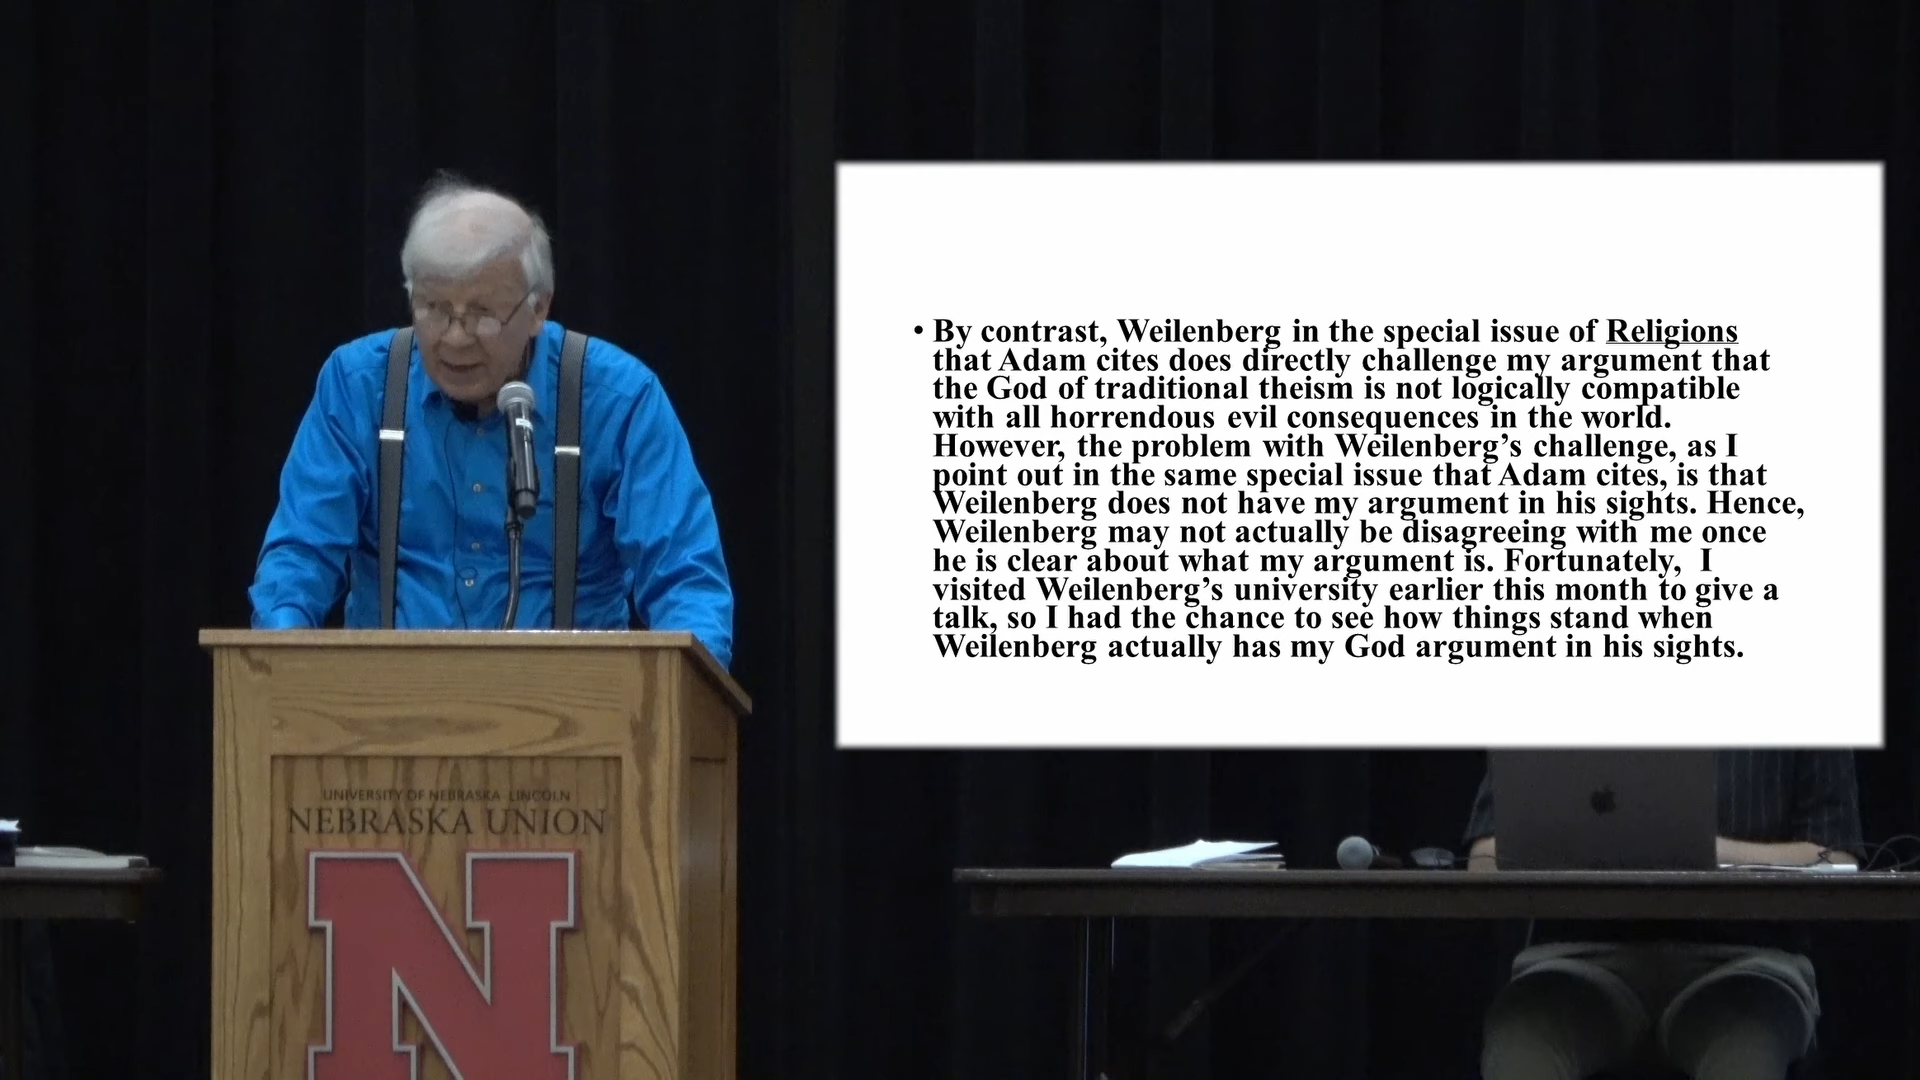 • By contrast, Weilenberg in the special issue of Religions
that Adam cites does directly challenge my argument that
the God of traditional theism is not logically compatible
with all horrendous evil consequences in the world.
However, the problem with Weilenberg’s challenge, as I
point out in the same special issue that Adam cites, is that
Weilenberg does not have my argument in his sights. Hence,
Weilenberg may not actually be disagreeing with me once
he is clear about what my argument is. Fortunately, I
visited Weilenberg’s university earlier this month to give a
talk, so I had the chance to see how things stand when
Weilenberg actually has my God argument in his sights.
UNIVERSITY OF NEBRASKA LINCOLN
NEBRASKA UNION
N